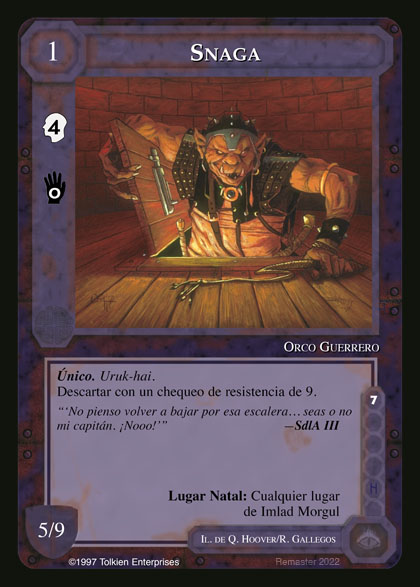 1
SNAGA
4
ORCO GUERRERO
Único. Uruk-hai.
Descartar con un chequeo de resistencia de 9.
“‘No pienso volver a bajar por esa escalera… seas o no
mi capitán. ¡Nooo!’” —SdlA III
7
H
Lugar Natal: Cualquier lugar
de Imlad Morgul
5/9
IL. DE Q. HOOVER/R. GALLEGOS
©1997 Tolkien Enterprises
Remaster 2022